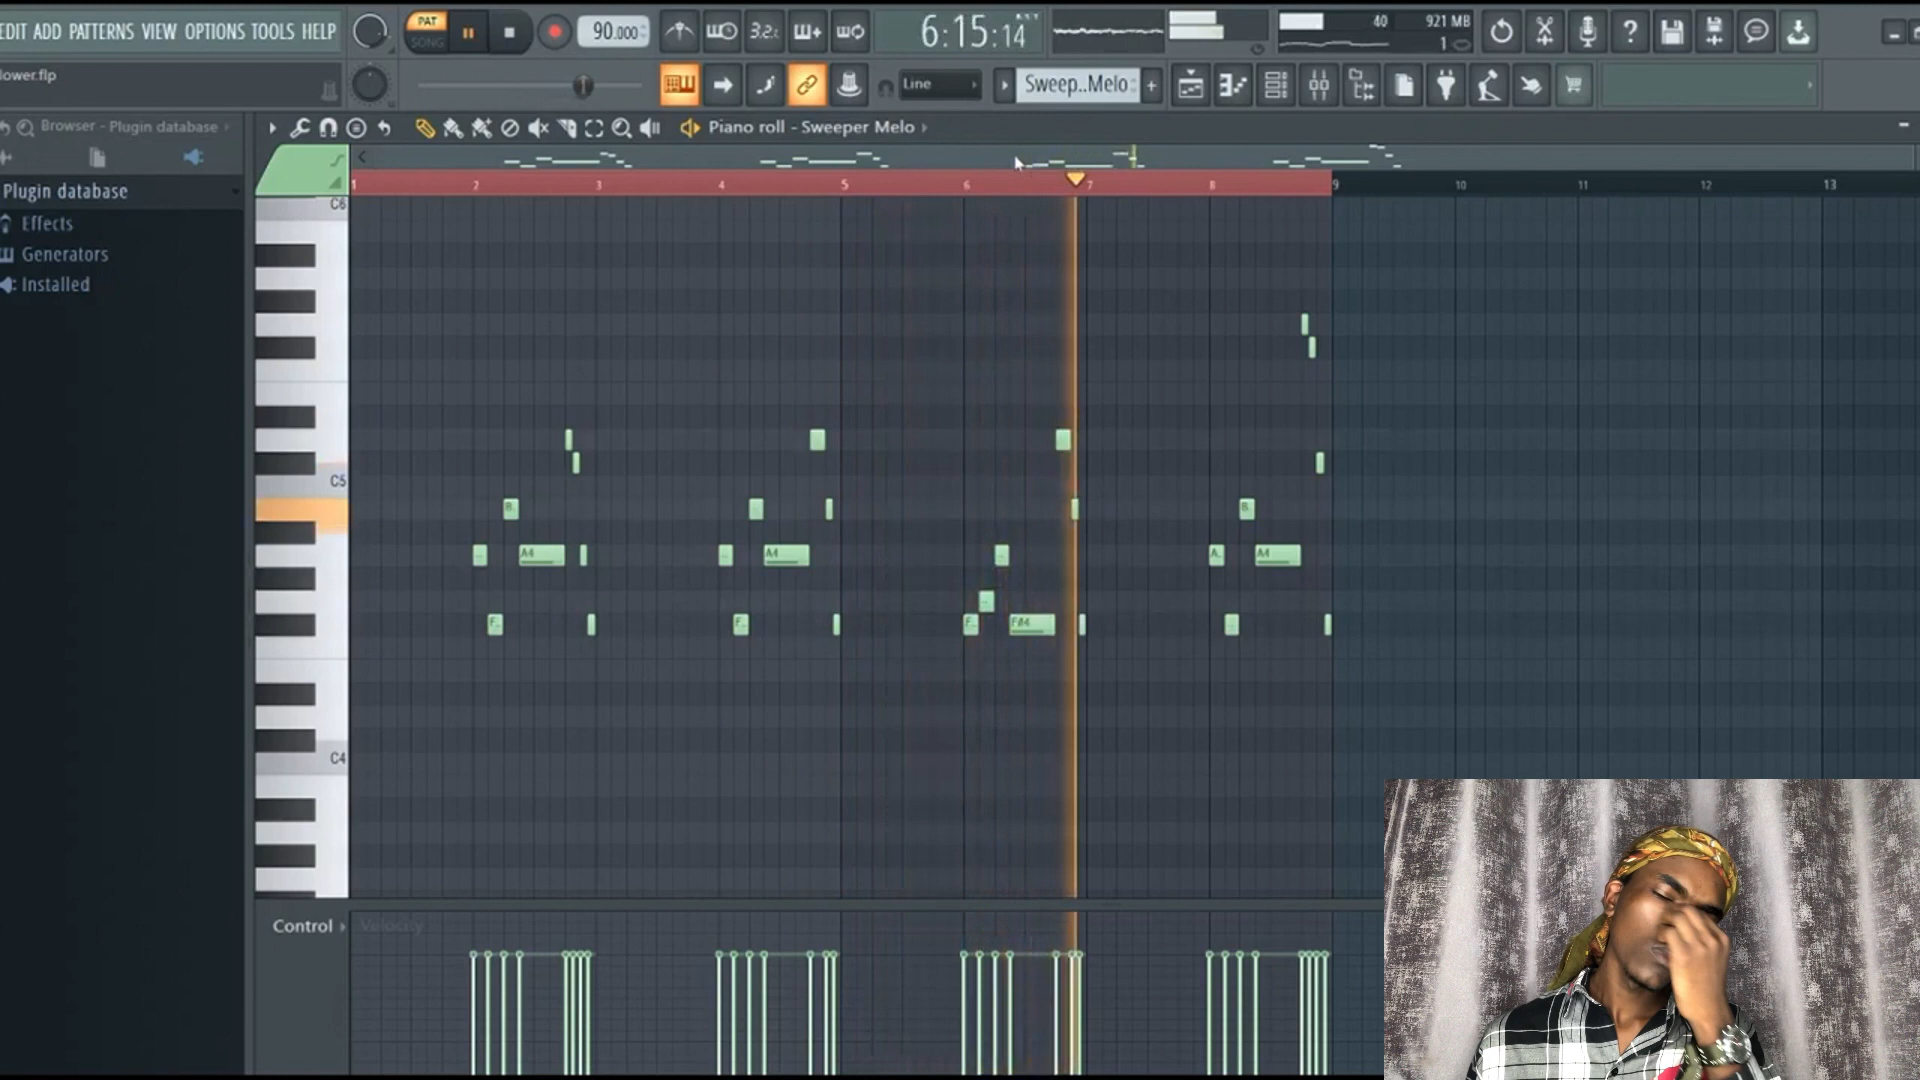 EDIT ADD PATTERNS VIEW OPTIONS TOOLS HELP
PAT
SONG
90.000
3.2.
6:15:14
40
921 MB
1
lower.flp
Line
Sweep..Melo
Browser - Plugin database
Piano roll - Sweeper Melo
Plugin database
Effects
Generators
Installed
1 2 3 4 5 6 7 8 9 10 11 12 13
C6
C5
B.
A4
A4
A.
A4
B.
F..
F..
F..
F#4
C4
Control
Velocity